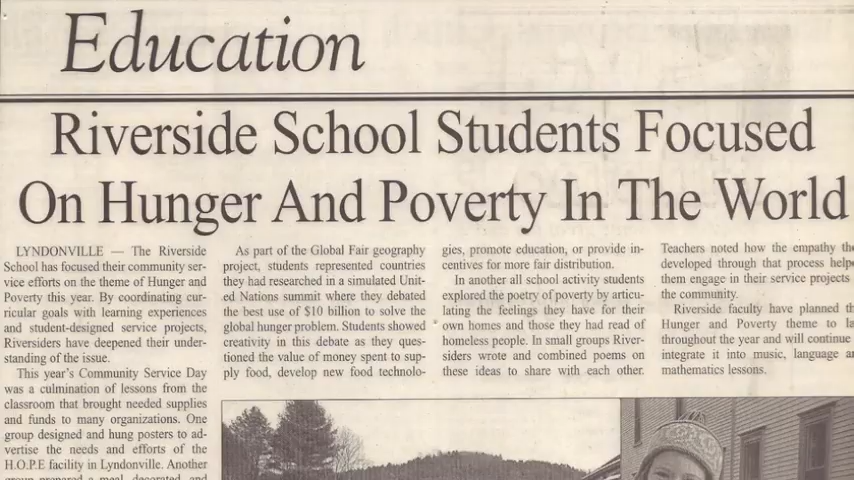 Education
Riverside School Students Focused
On Hunger And Poverty In The World
LYNDONVILLE — The Riverside
School has focused their community ser-
vice efforts on the theme of Hunger and
Poverty this year. By coordinating cur-
ricular goals with learning experiences
and student-designed service projects,
Riversiders have deepened their under-
standing of the issue.
This year's Community Service Day
was a culmination of lessons from the
classroom that brought needed supplies
and funds to many organizations. One
group designed and hung posters to ad-
vertise the needs and efforts of the
H.O.P.E facility in Lyndonville. Another
group prepared a meal, decorated, and
As part of the Global Fair geography
project, students represented countries
they had researched in a simulated Unit-
ed Nations summit where they debated
the best use of $10 billion to solve the
global hunger problem. Students showed
creativity in this debate as they ques-
tioned the value of money spent to sup-
ply food, develop new food technolo-
gies, promote education, or provide in-
centives for more fair distribution.
In another all school activity students
explored the poetry of poverty by articu-
lating the feelings they have for their
own homes and those they had read of
homeless people. In small groups River-
siders wrote and combined poems on
these ideas to share with each other.
Teachers noted how the empathy the
developed through that process helpe
them engage in their service projects
the community.
Riverside faculty have planned th
Hunger and Poverty theme to la
throughout the year and will continue
integrate it into music, language a
mathematics lessons.